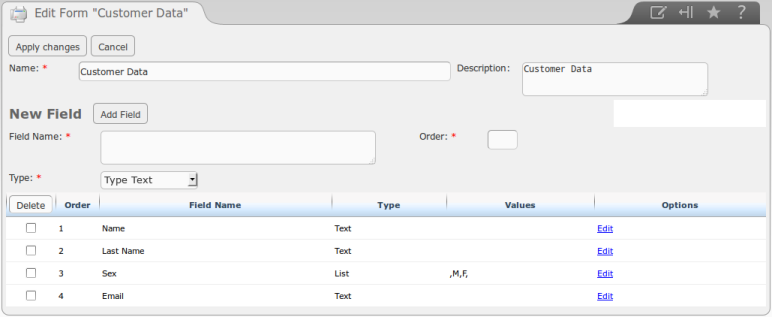 Edit Form "Customer Data"
?
Apply changes Cancel
Name: * Customer Data Description: Customer Data
New Field Add Field
Field Name: * Order: *
Type: * Type Text
Delete Order Field Name Type Values Options
1 Name Text Edit
2 Last Name Text Edit
3 Sex List ,M,F, Edit
4 Email Text Edit